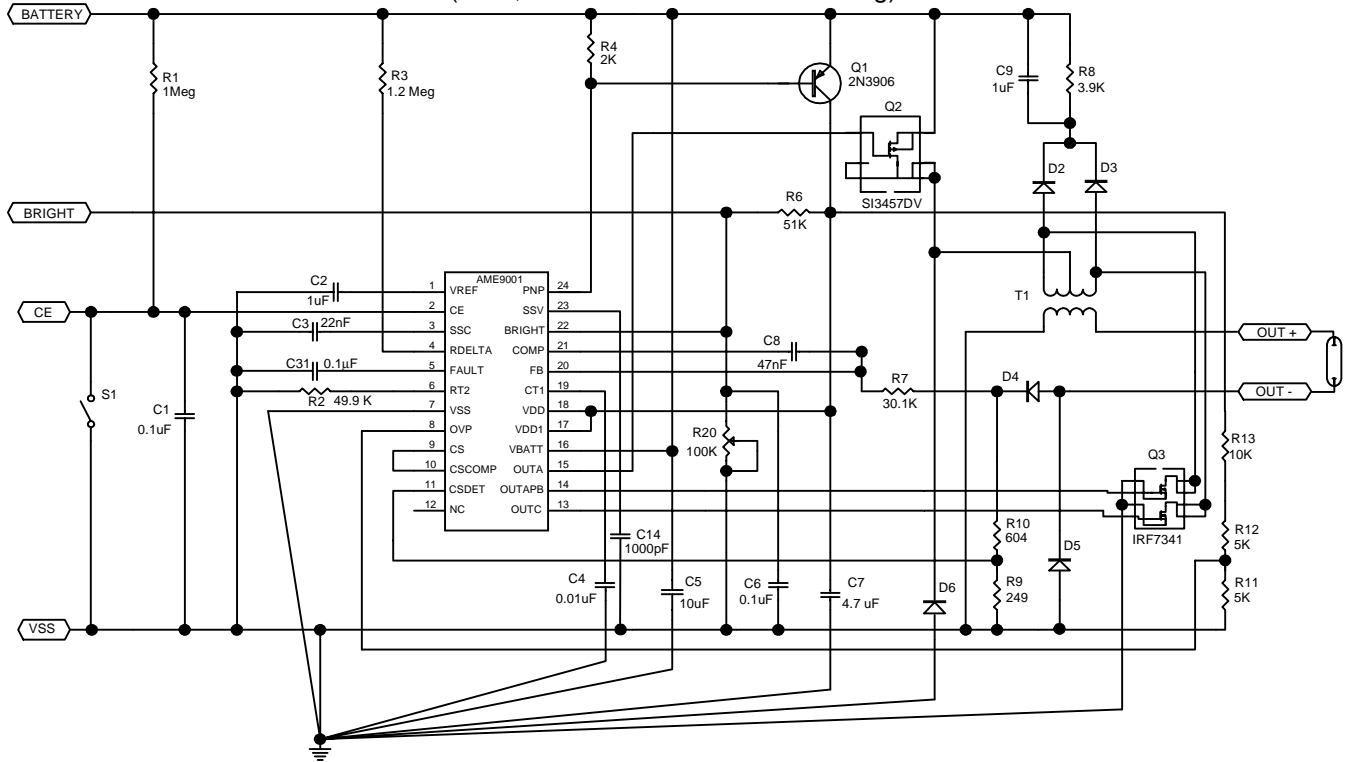 BATTERY
R1
1Meg
R3
1.2 Meg
R4
2K
Q1
2N3906
C9
1uF
R8
3.9K
Q2
SI3457DV
D2
D3
BRIGHT
R6
51K
AME9001
C2
1uF
1 VREF PNP 24
CE
2 CE SSV 23
C3 22nF
3 SSC BRIGHT 22
4 RDELTA COMP 21
C31 0.1µF
5 FAULT FB 20
R2 49.9 K
6 RT2 CT1 19
7 VSS VDD 18
8 OVP VDD1 17
9 CS VBATT 16
10 CSCOMP OUTA 15
11 CSDET OUTAPB 14
12 NC OUTC 13
S1
C1
0.1uF
C8
47nF
R7
30.1K
D4
T1
OUT +
OUT -
R20
100K
R13
10K
Q3
IRF7341
C14
1000pF
R10
604
R12
5K
C4
0.01uF
C5
10uF
C6
0.1uF
C7
4.7 uF
D6
R9
249
D5
R11
5K
VSS